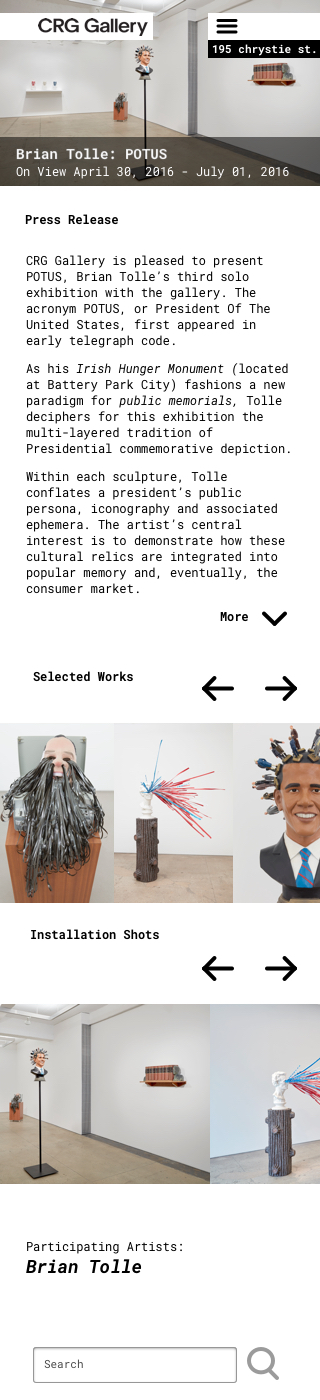 CRG Gallery
195 chrystie st.
Brian Tolle: POTUS
On View April 30, 2016 - July 01, 2016
Press Release
CRG Gallery is pleased to present
POTUS, Brian Tolle’s third solo
exhibition with the gallery. The
acronym POTUS, or President Of The
United States, first appeared in
early telegraph code.
As his Irish Hunger Monument (located
at Battery Park City) fashions a new
paradigm for public memorials, Tolle
deciphers for this exhibition the
multi-layered tradition of
Presidential commemorative depiction.
Within each sculpture, Tolle
conflates a president’s public
persona, iconography and associated
ephemera. The artist’s central
interest is to demonstrate how these
cultural relics are integrated into
popular memory and, eventually, the
consumer market.
More
Selected Works
Installation Shots
Participating Artists:
Brian Tolle
Search